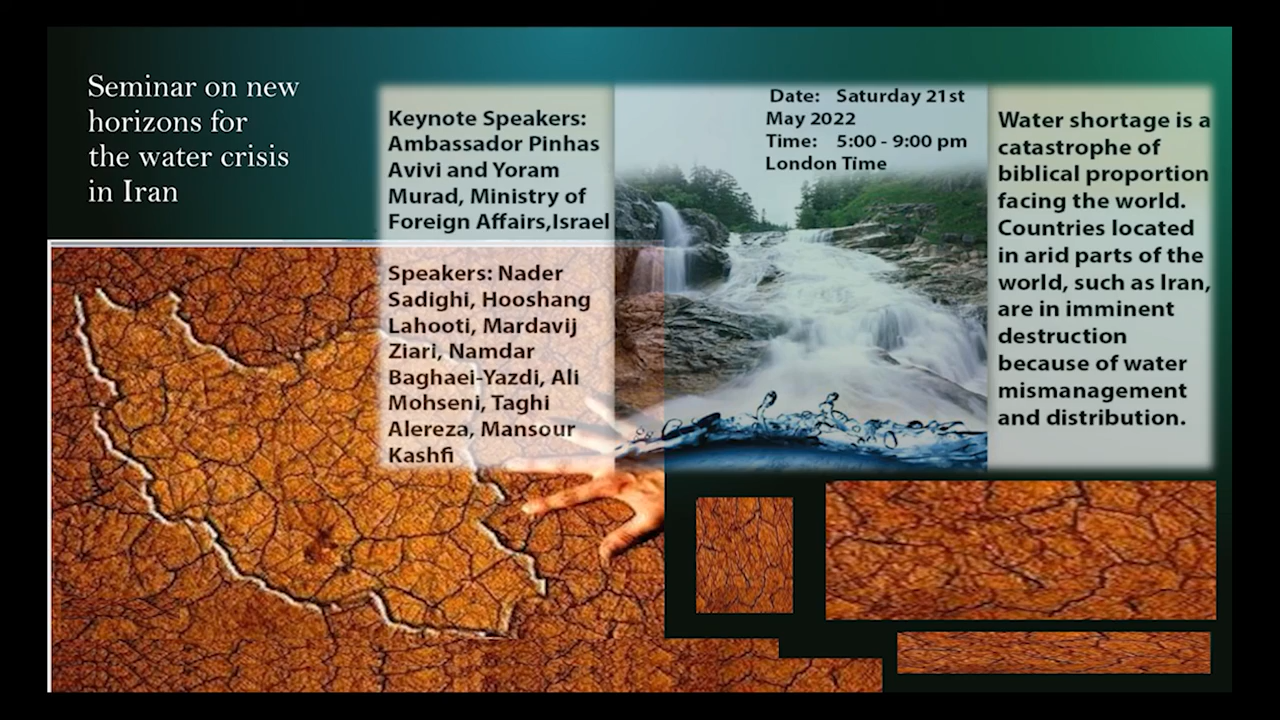 Seminar on new
horizons for
the water crisis
in Iran
Keynote Speakers:
Ambassador Pinhas
Avivi and Yoram
Murad, Ministry of
Foreign Affairs,Israel
Speakers: Nader
Sadighi, Hooshang
Lahooti, Mardavij
Ziari, Namdar
Baghaei-Yazdi, Ali
Mohseni, Taghi
Alereza, Mansour
Kashfi
Date: Saturday 21st
May 2022
Time: 5:00 - 9:00 pm
London Time
Water shortage is a
catastrophe of
biblical proportion
facing the world.
Countries located
in arid parts of the
world, such as Iran,
are in imminent
destruction
because of water
mismanagement
and distribution.